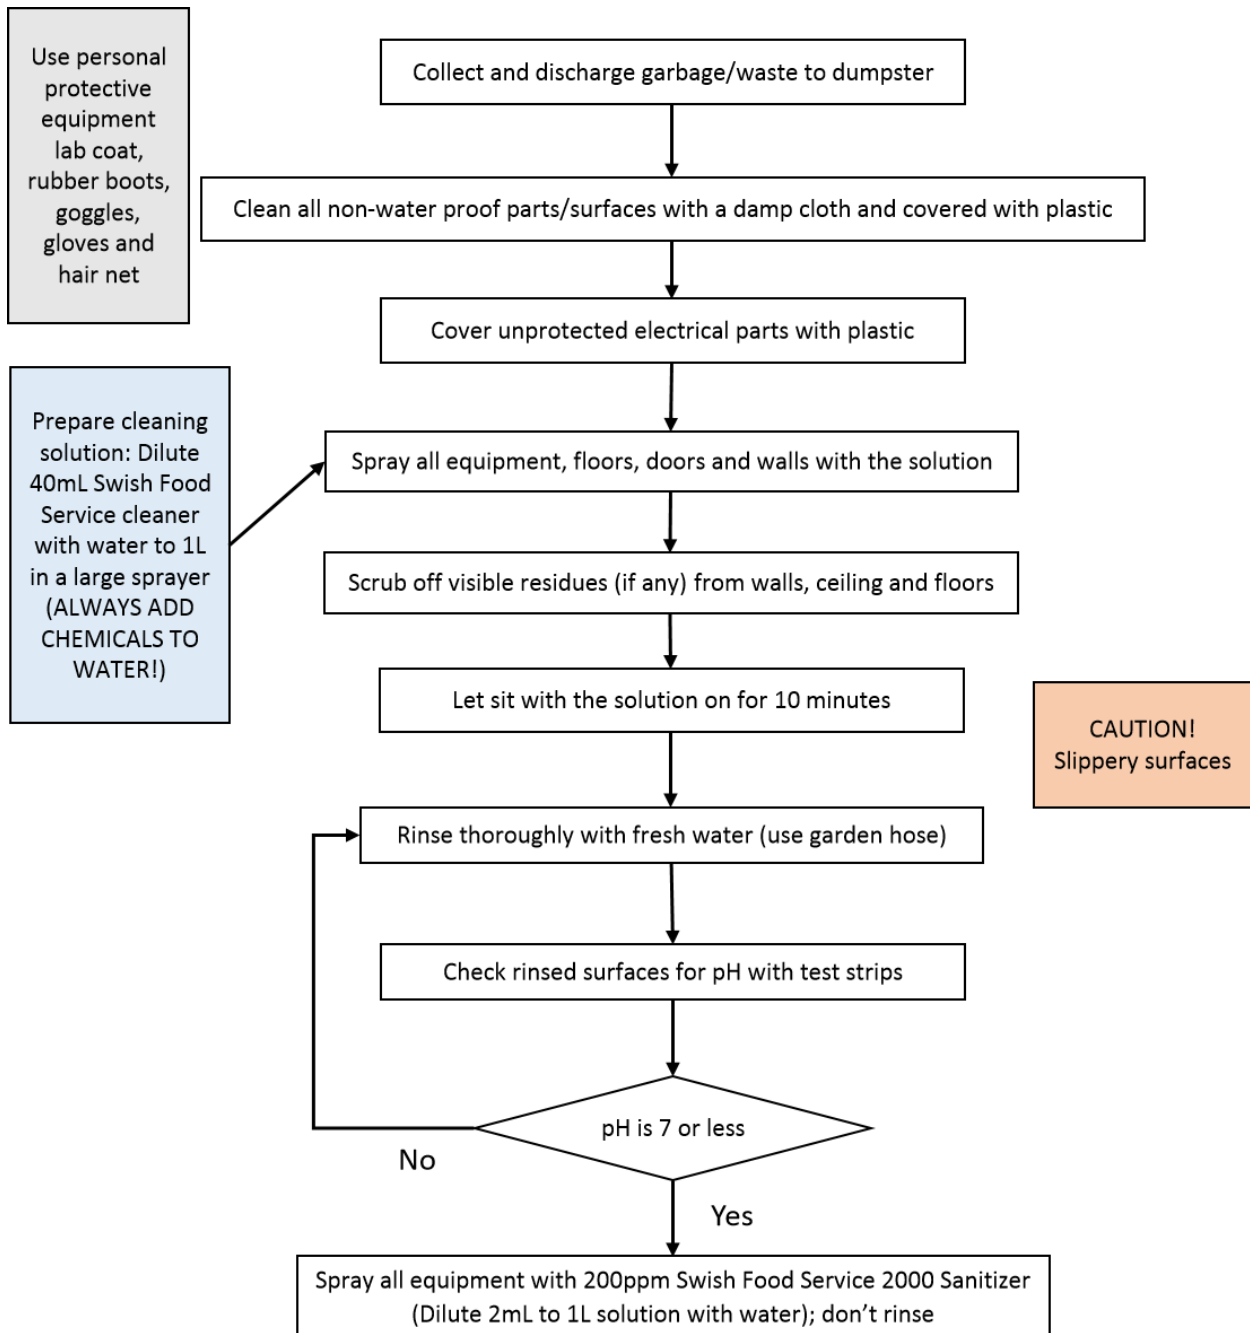 Use personal
protective
equipment
lab coat,
rubber boots,
goggles,
gloves and
hair net
Collect and discharge garbage/waste to dumpster
Clean all non-water proof parts/surfaces with a damp cloth and covered with plastic
Cover unprotected electrical parts with plastic
Prepare cleaning
solution: Dilute
40mL Swish Food
Service cleaner
with water to 1L
in a large sprayer
(ALWAYS ADD
CHEMICALS TO
WATER!)
Spray all equipment, floors, doors and walls with the solution
Scrub off visible residues (if any) from walls, ceiling and floors
Let sit with the solution on for 10 minutes
CAUTION!
Slippery surfaces
Rinse thoroughly with fresh water (use garden hose)
Check rinsed surfaces for pH with test strips
pH is 7 or less
No
Yes
Spray all equipment with 200ppm Swish Food Service 2000 Sanitizer
(Dilute 2mL to 1L solution with water); don’t rinse